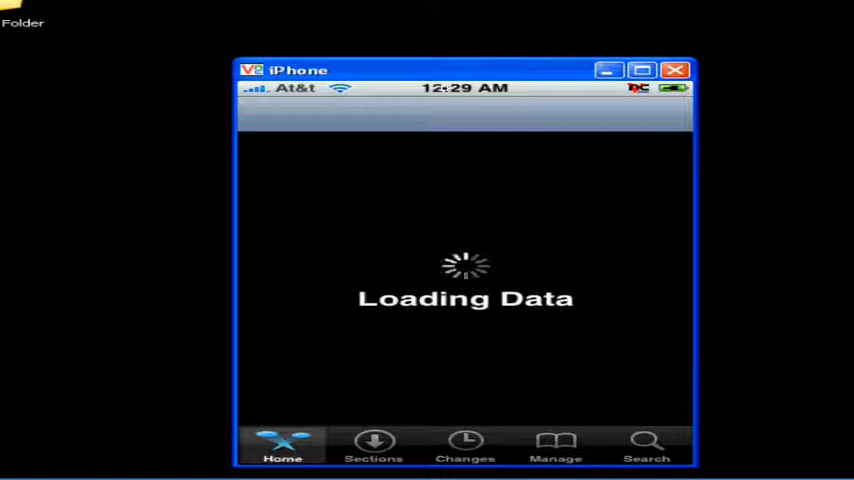 Folder
iPhone
At&t 12:29 AM
Loading Data
Home Sections Changes Manage Search